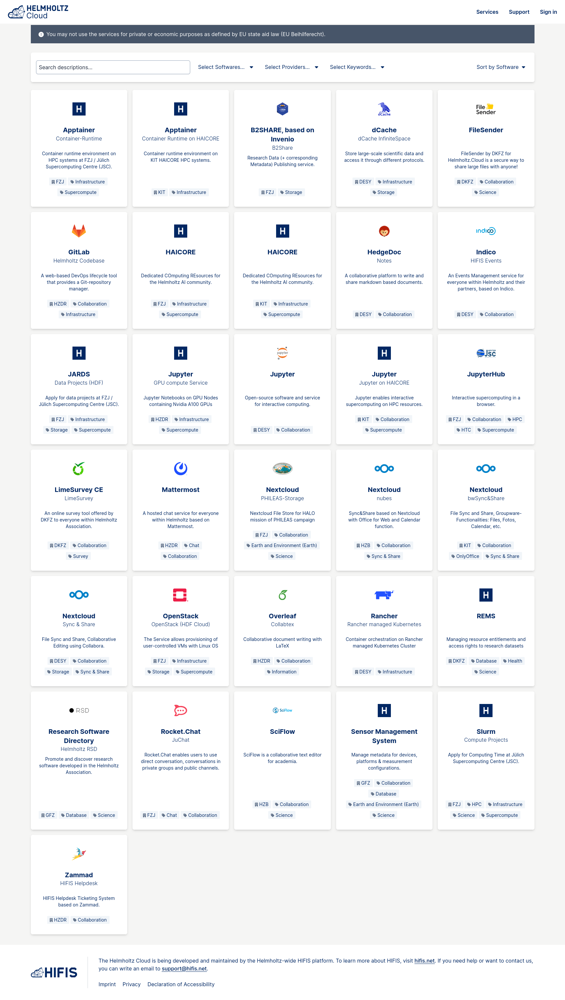 HELMHOLTZ
Cloud
Services Support Sign in
You may not use the services for private or economic purposes as defined by EU state aid law (EU Beihilferecht).
Search descriptions...
Select Softwares...
Select Providers...
Select Keywords...
Sort by Software
H
Apptainer
Container-Runtime
Container runtime environment on
HPC systems at FZJ / Jülich
Supercomputing Centre (JSC).
FZJ Infrastructure
Supercompute
H
Apptainer
Container Runtime on HAICORE
Container runtime environment on
KIT HAICORE HPC systems.
KIT Infrastructure
B2SHARE, based on
Invenio
B2Share
Research Data (+ corresponding
Metadata) Publishing service.
FZJ Storage
dCache
dCache
dCache InfiniteSpace
Store large-scale scientific data and
access it through different protocols.
DESY Infrastructure
Storage
File
Sender
FileSender
FileSender by DKFZ for
Helmholtz.Cloud is a secure way to
share large files with anyone!
DKFZ Collaboration
Science
GitLab
Helmholtz Codebase
A web-based DevOps lifecycle tool
that provides a Git-repository
manager.
HZDR Collaboration
Infrastructure
H
HAICORE
Dedicated COmputing REsources for
the Helmholtz AI community.
FZJ Infrastructure
Supercompute
H
HAICORE
Dedicated COmputing REsources for
the Helmholtz AI community.
KIT Infrastructure
Supercompute
HedgeDoc
Notes
A collaborative platform to write and
share markdown based documents.
DESY Collaboration
indico
Indico
HIFIS Events
An Events Management service for
everyone within Helmholtz and their
partners, based on Indico.
DESY Collaboration
H
JARDS
Data Projects (HDF)
Apply for data projects at FZJ /
Jülich Supercomputing Centre (JSC).
FZJ Infrastructure
Storage Supercompute
H
Jupyter
GPU compute Service
Jupyter Notebooks on GPU Nodes
containing Nvidia A100 GPUs
HZDR Infrastructure
Supercompute
jupyter
Jupyter
Open-source software and service
for interactive computing.
DESY Collaboration
H
Jupyter
Jupyter on HAICORE
Jupyter enables interactive
supercomputing on HPC resources.
KIT Collaboration
Supercompute
JUPYTER
JSC
JupyterHub
Interactive supercomputing in a
browser.
FZJ Collaboration HPC
HTC Supercompute
LimeSurvey CE
LimeSurvey
An online survey tool offered by
DKFZ to everyone within Helmholtz
Association.
DKFZ Collaboration
Survey
Mattermost
A hosted chat service for everyone
within Helmholtz based on
Mattermost.
HZDR Chat
Collaboration
Nextcloud
PHILEAS-Storage
Nextcloud File Store for HALO
mission of PHILEAS campaign
FZJ Collaboration
Earth and Environment (Earth)
Science
Nextcloud
nubes
Sync&Share based on Nextcloud
with Office for Web and Calendar
function.
HZB Collaboration
Sync & Share
Nextcloud
bwSync&Share
File Sync and Share, Groupware-
Functionalities: Files, Fotos,
Calendar, etc.
KIT Collaboration
OnlyOffice Sync & Share
Nextcloud
Sync & Share
File Sync and Share, Collaborative
Editing using Collabora.
DESY Collaboration
Storage Sync & Share
OpenStack
OpenStack (HDF Cloud)
The Service allows provisioning of
user-controlled VMs with Linux OS
FZJ Infrastructure
Storage Supercompute
Overleaf
Collabtex
Collaborative document writing with
LaTeX
HZDR Collaboration
Information
Rancher
Rancher managed Kubernetes
Container orchestration on Rancher
managed Kubernetes Cluster
DESY Infrastructure
H
REMS
Managing resource entitlements and
access rights to research datasets
DKFZ Database Health
Science
RSD
Research Software
Directory
Helmholtz RSD
Promote and discover research
software developed in the Helmholtz
Association.
GFZ Database Science
Rocket.Chat
JuChat
Rocket.Chat enables users to use
direct conversation, conversations in
private groups and public channels.
FZJ Chat Collaboration
SciFlow
SciFlow
SciFlow is a collaborative text editor
for academia.
HZB Collaboration
Science
H
Sensor Management
System
Manage metadata for devices,
platforms & measurement
configurations.
GFZ Collaboration
Database
Earth and Environment (Earth)
Science
H
Slurm
Compute Projects
Apply for Computing Time at Jülich
Supercomputing Centre (JSC).
FZJ HPC Infrastructure
Science Supercompute
Zammad
HIFIS Helpdesk
HIFIS Helpdesk Ticketing System
based on Zammad.
HZDR Collaboration
HIFIS
The Helmholtz Cloud is being developed and maintained by the Helmholtz-wide HIFIS platform. To learn more about HIFIS, visit hifis.net. If you need help or want to contact us,
you can write an email to support@hifis.net.
Imprint Privacy Declaration of Accessibility